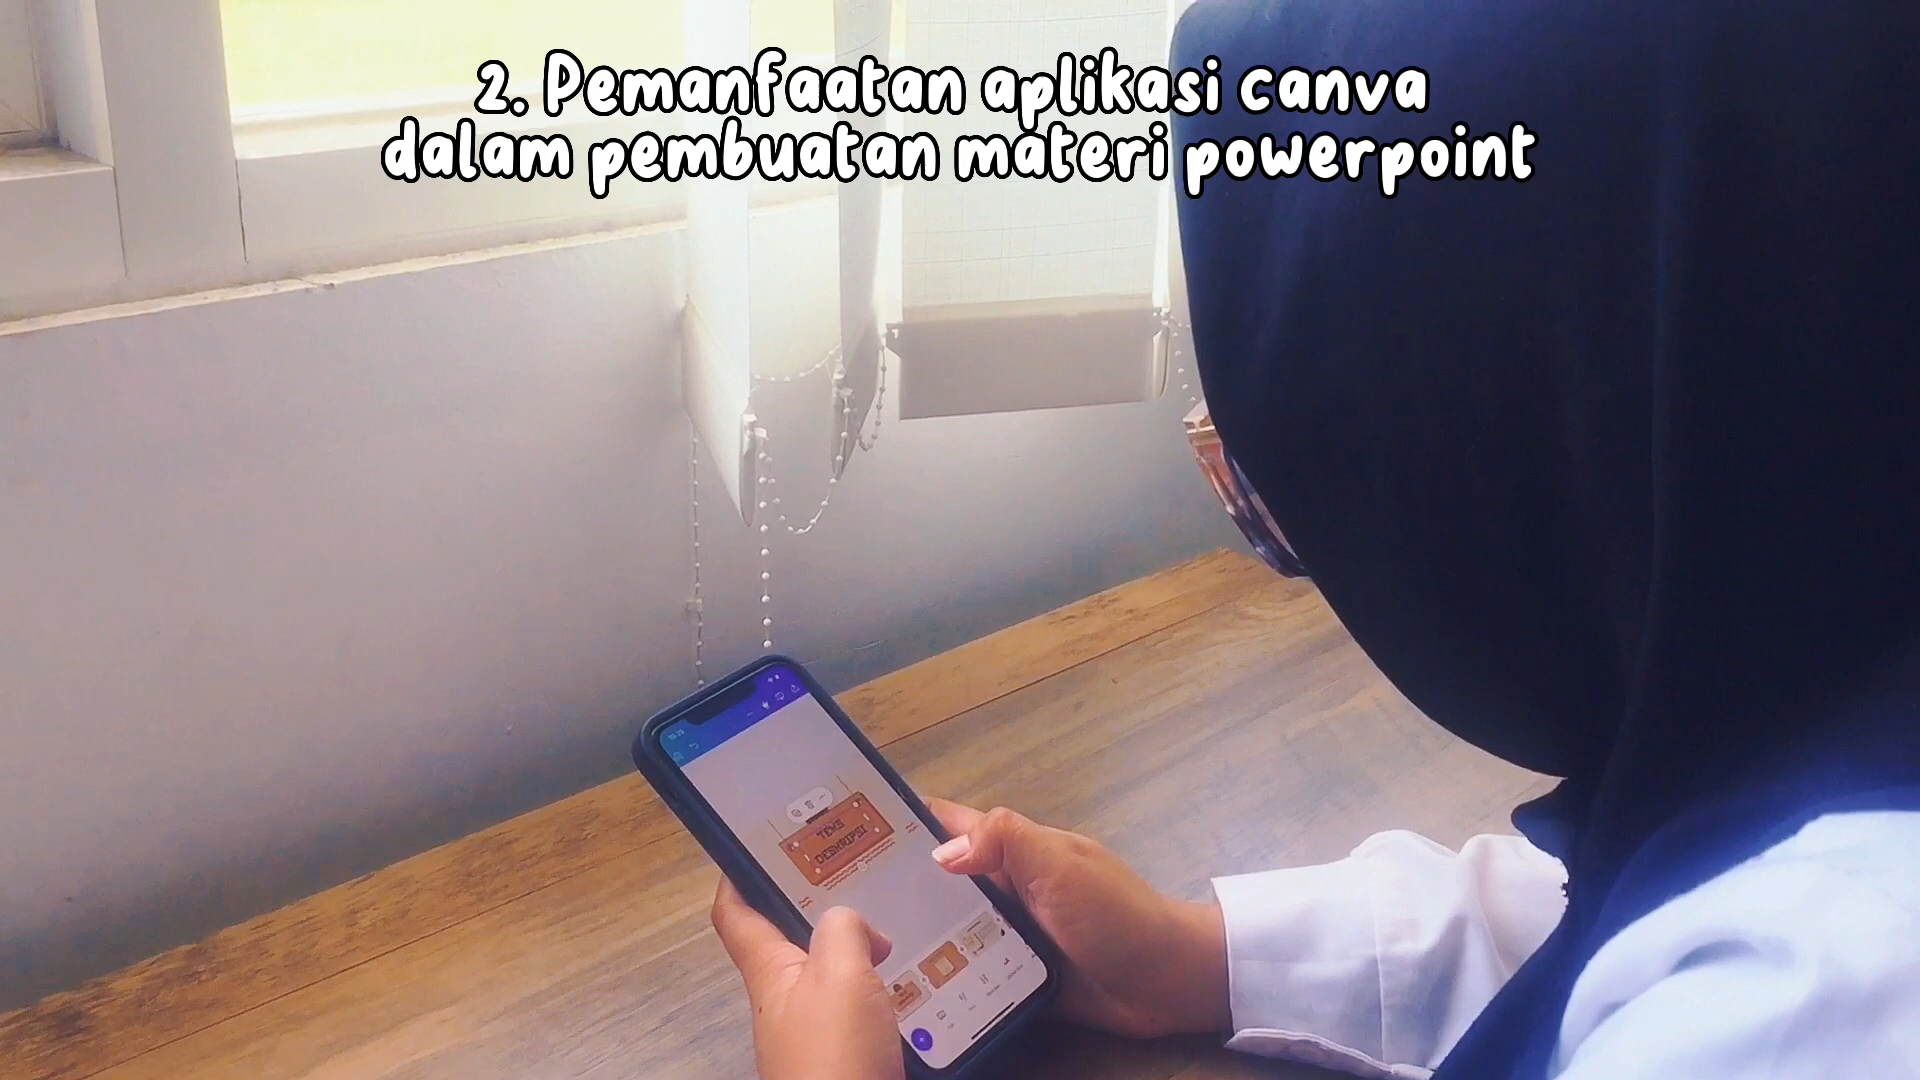 2. Pemanfaatan aplikasi canva
dalam pembuatan materi powerpoint
TEKS
DESKRIPSI